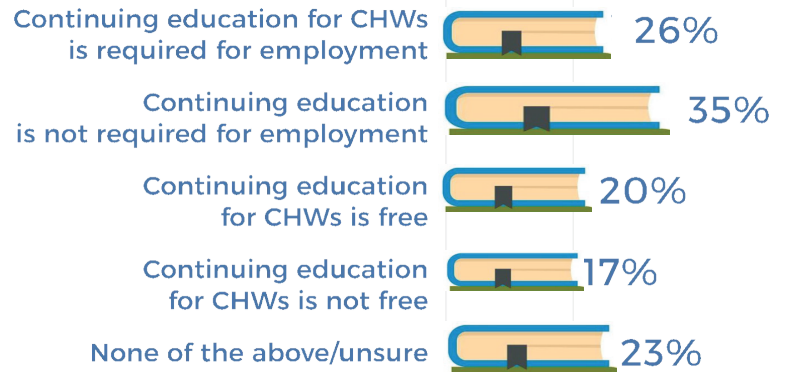 Continuing education for CHWs
is required for employment
26%
Continuing education
is not required for employment
35%
Continuing education
for CHWs is free
20%
Continuing education
for CHWs is not free
17%
None of the above/unsure
23%